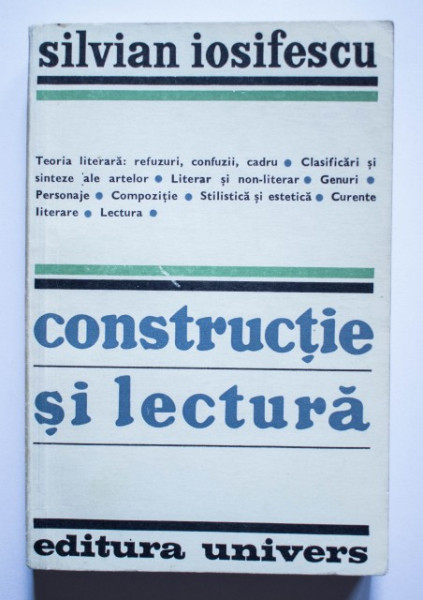 silvian iosifescu
Teoria literară: refuzuri, confuzii, cadru ● Clasificări și
sinteze ale artelor ● Literar și non-literar ● Genuri ●
Personaje ● Compoziție ● Stilistică și estetică ● Curente
literare ● Lectura ●
construcție
și lectură
editura univers